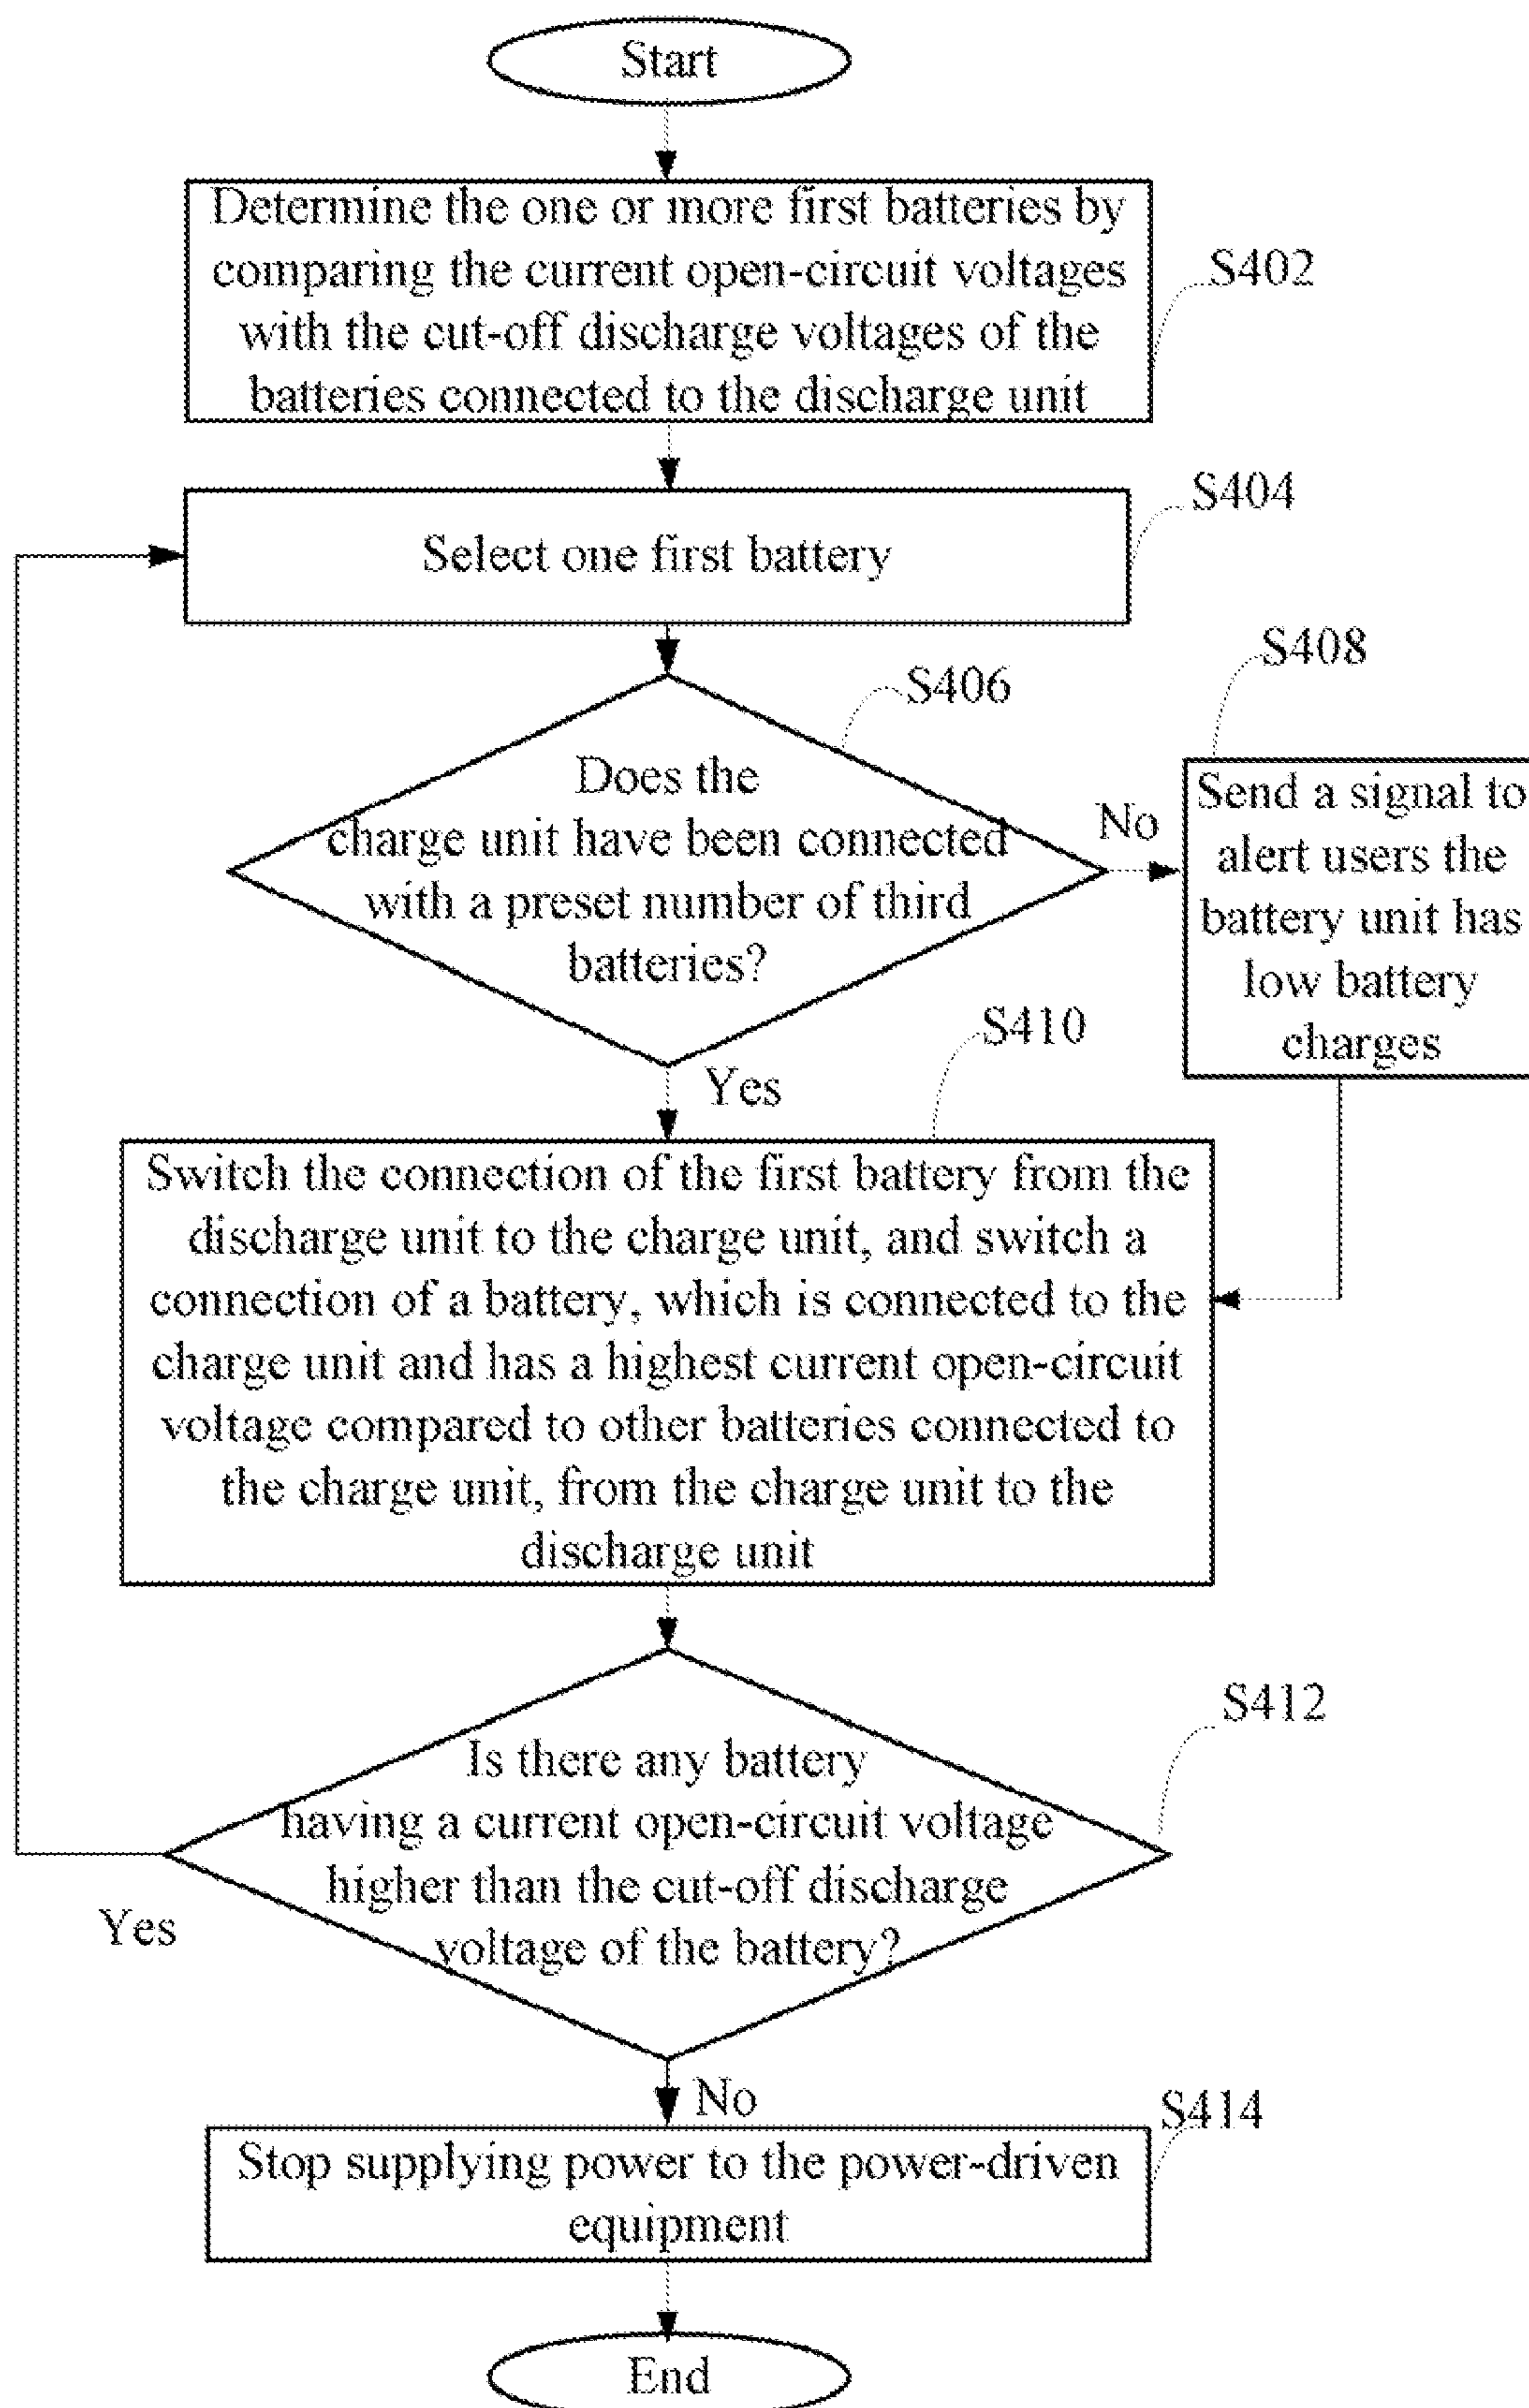 Start
Determine the one or more first batteries by
comparing the current open-circuit voltages
with the cut-off discharge voltages of the
batteries connected to the discharge unit
S402
Select one first battery
S404
S406
Does the
charge unit have been connected
with a preset number of third
batteries?
No
S408
Send a signal to
alert users the
battery unit has
low battery
charges
Yes
S410
Switch the connection of the first battery from the
discharge unit to the charge unit, and switch a
connection of a battery, which is connected to the
charge unit and has a highest current open-circuit
voltage compared to other batteries connected to
the charge unit, from the charge unit to the
discharge unit
S412
Is there any battery
having a current open-circuit voltage
higher than the cut-off discharge
voltage of the battery?
Yes
No
S414
Stop supplying power to the power-driven
equipment
End